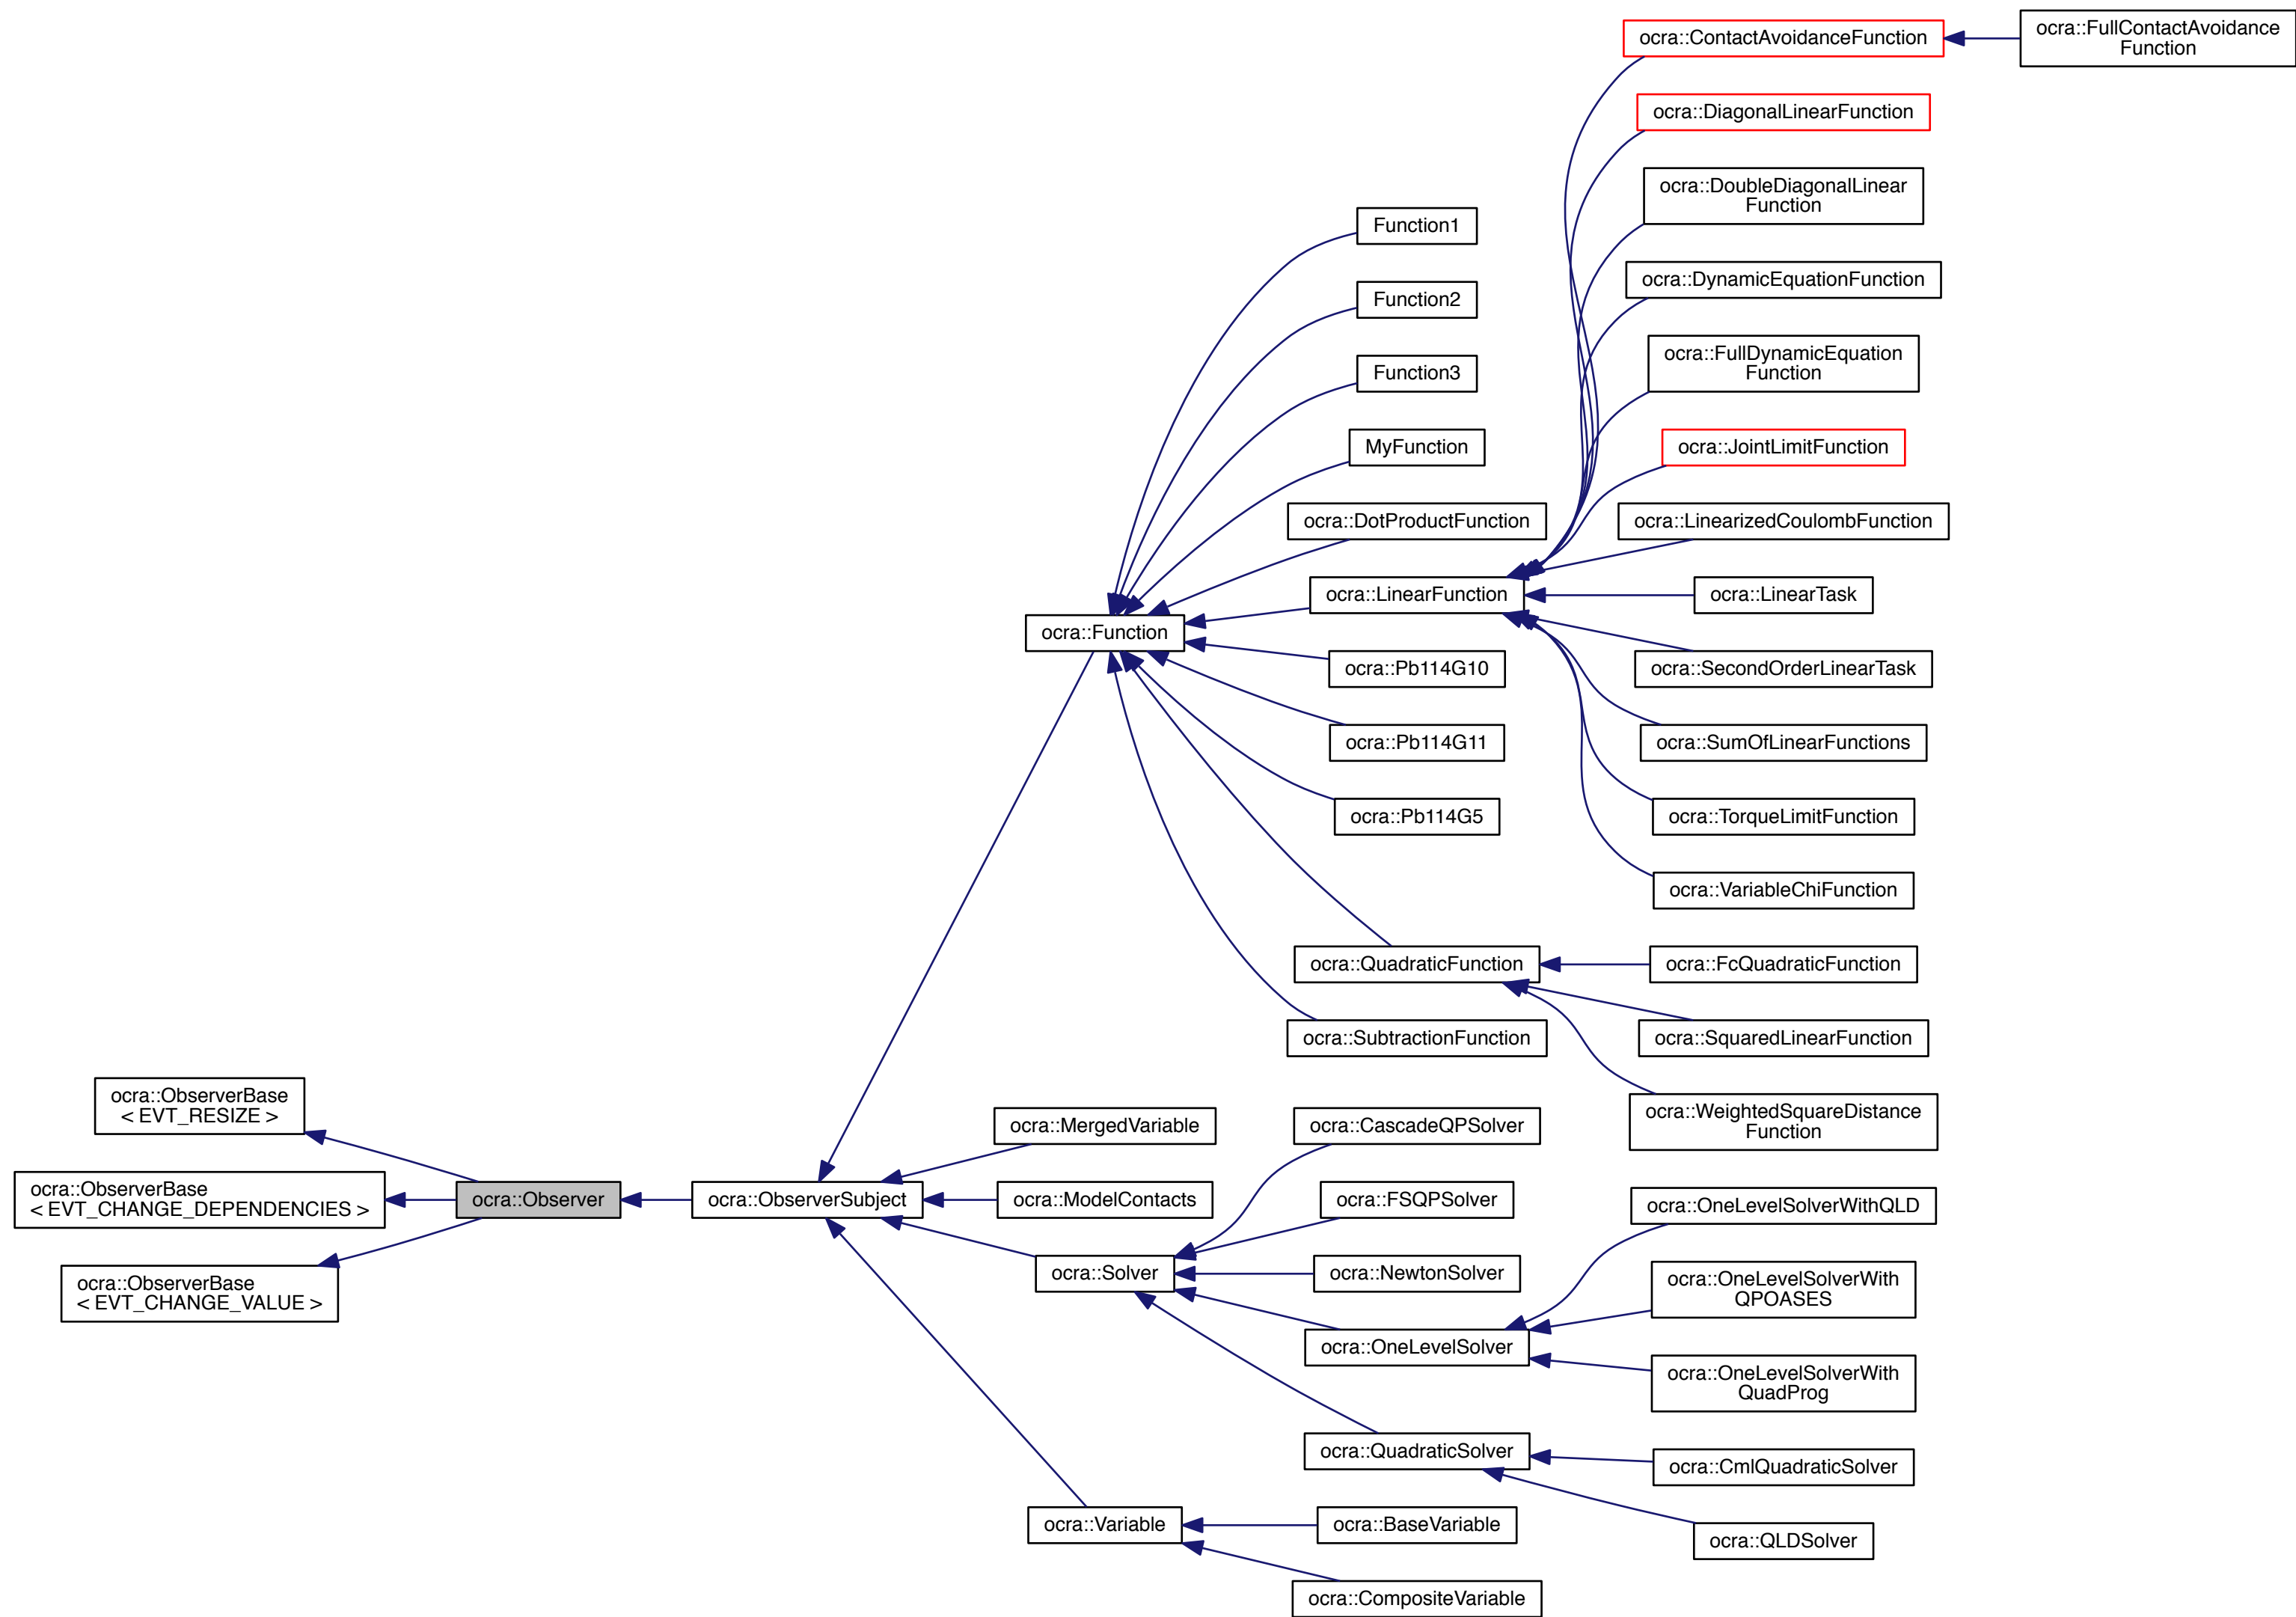 ocra::ContactAvoidanceFunction
ocra::FullContactAvoidance
Function
ocra::DiagonalLinearFunction
ocra::DoubleDiagonalLinear
Function
Function1
ocra::DynamicEquationFunction
Function2
ocra::FullDynamicEquation
Function
Function3
ocra::JointLimitFunction
MyFunction
ocra::LinearizedCoulombFunction
ocra::DotProductFunction
ocra::LinearFunction
ocra::LinearTask
ocra::Function
ocra::Pb114G10
ocra::SecondOrderLinearTask
ocra::Pb114G11
ocra::SumOfLinearFunctions
ocra::Pb114G5
ocra::TorqueLimitFunction
ocra::VariableChiFunction
ocra::QuadraticFunction
ocra::FcQuadraticFunction
ocra::SubtractionFunction
ocra::SquaredLinearFunction
ocra::ObserverBase
< EVT_RESIZE >
ocra::MergedVariable
ocra::CascadeQPSolver
ocra::WeightedSquareDistance
Function
ocra::ObserverBase
< EVT_CHANGE_DEPENDENCIES >
ocra::Observer
ocra::ObserverSubject
ocra::ModelContacts
ocra::FSQPSolver
ocra::OneLevelSolverWithQLD
ocra::ObserverBase
< EVT_CHANGE_VALUE >
ocra::Solver
ocra::NewtonSolver
ocra::OneLevelSolverWith
QPOASES
ocra::OneLevelSolver
ocra::OneLevelSolverWith
QuadProg
ocra::QuadraticSolver
ocra::CmlQuadraticSolver
ocra::Variable
ocra::BaseVariable
ocra::QLDSolver
ocra::CompositeVariable